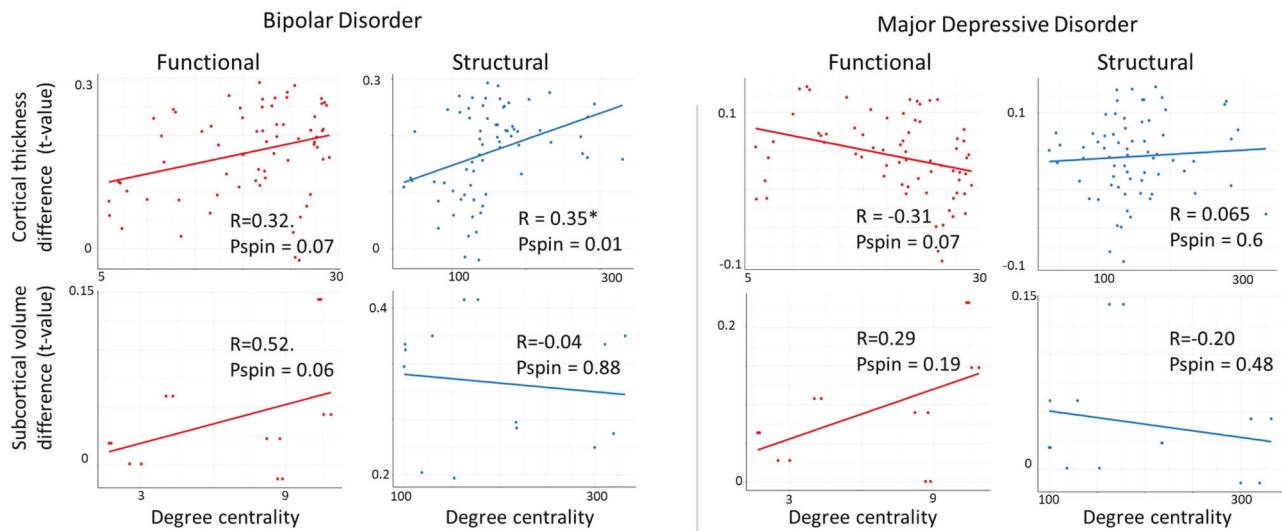 Bipolar Disorder
Functional
Structural
Cortical thickness
difference (t-value)
0.3
0
R=0.32.
Pspin = 0.07
5
30
0.3
0
R = 0.35*
Pspin = 0.01
100
300
Subcortical volume
difference (t-value)
0.15
0
R=0.52.
Pspin = 0.06
3
9
Degree centrality
0.4
0.2
R=-0.04
Pspin = 0.88
100
300
Degree centrality
Major Depressive Disorder
Functional
Structural
0.1
-0.1
R = -0.31
Pspin = 0.07
5
30
0.1
-0.1
R = 0.065
Pspin = 0.6
100
300
0.2
0
R=0.29
Pspin = 0.19
3
9
Degree centrality
0.15
0
R=-0.20
Pspin = 0.48
100
300
Degree centrality